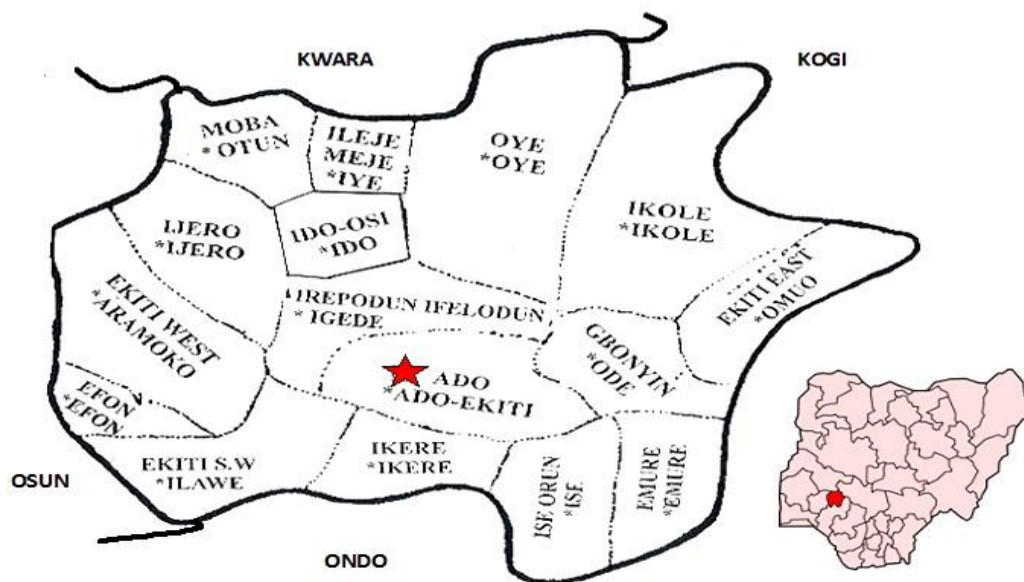 KWARA
KOGI
MOBA
* OTUN
ILEJE
MEJE
*IYE
OYE
*OYE
IKOLE
*IKOLE
IJERO
*IJERO
IDO-OSI
*IDO
EKITI EAST
*OMUO
EKITI WEST
*ARAMOKO
IREPODUN IFELODUN
* IGEDE
GBONYIN
*ODE
ADO
*ADO-EKITI
EFON
*EFON
EKITI S.W
*ILAWE
IKERE
*IKERE
ISE ORUN
*ISE
EMURE
*EMURE
OSUN
ONDO